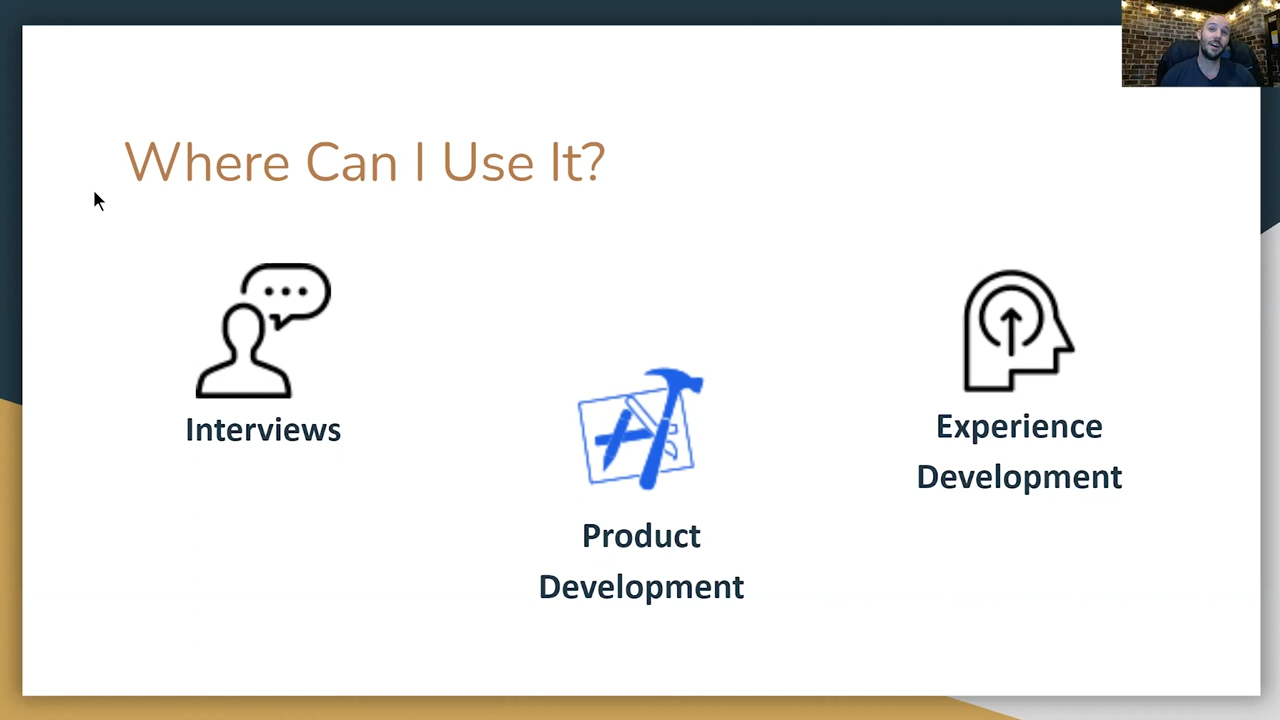 Where Can I Use It?
Interviews
Experience
Development
Product
Development